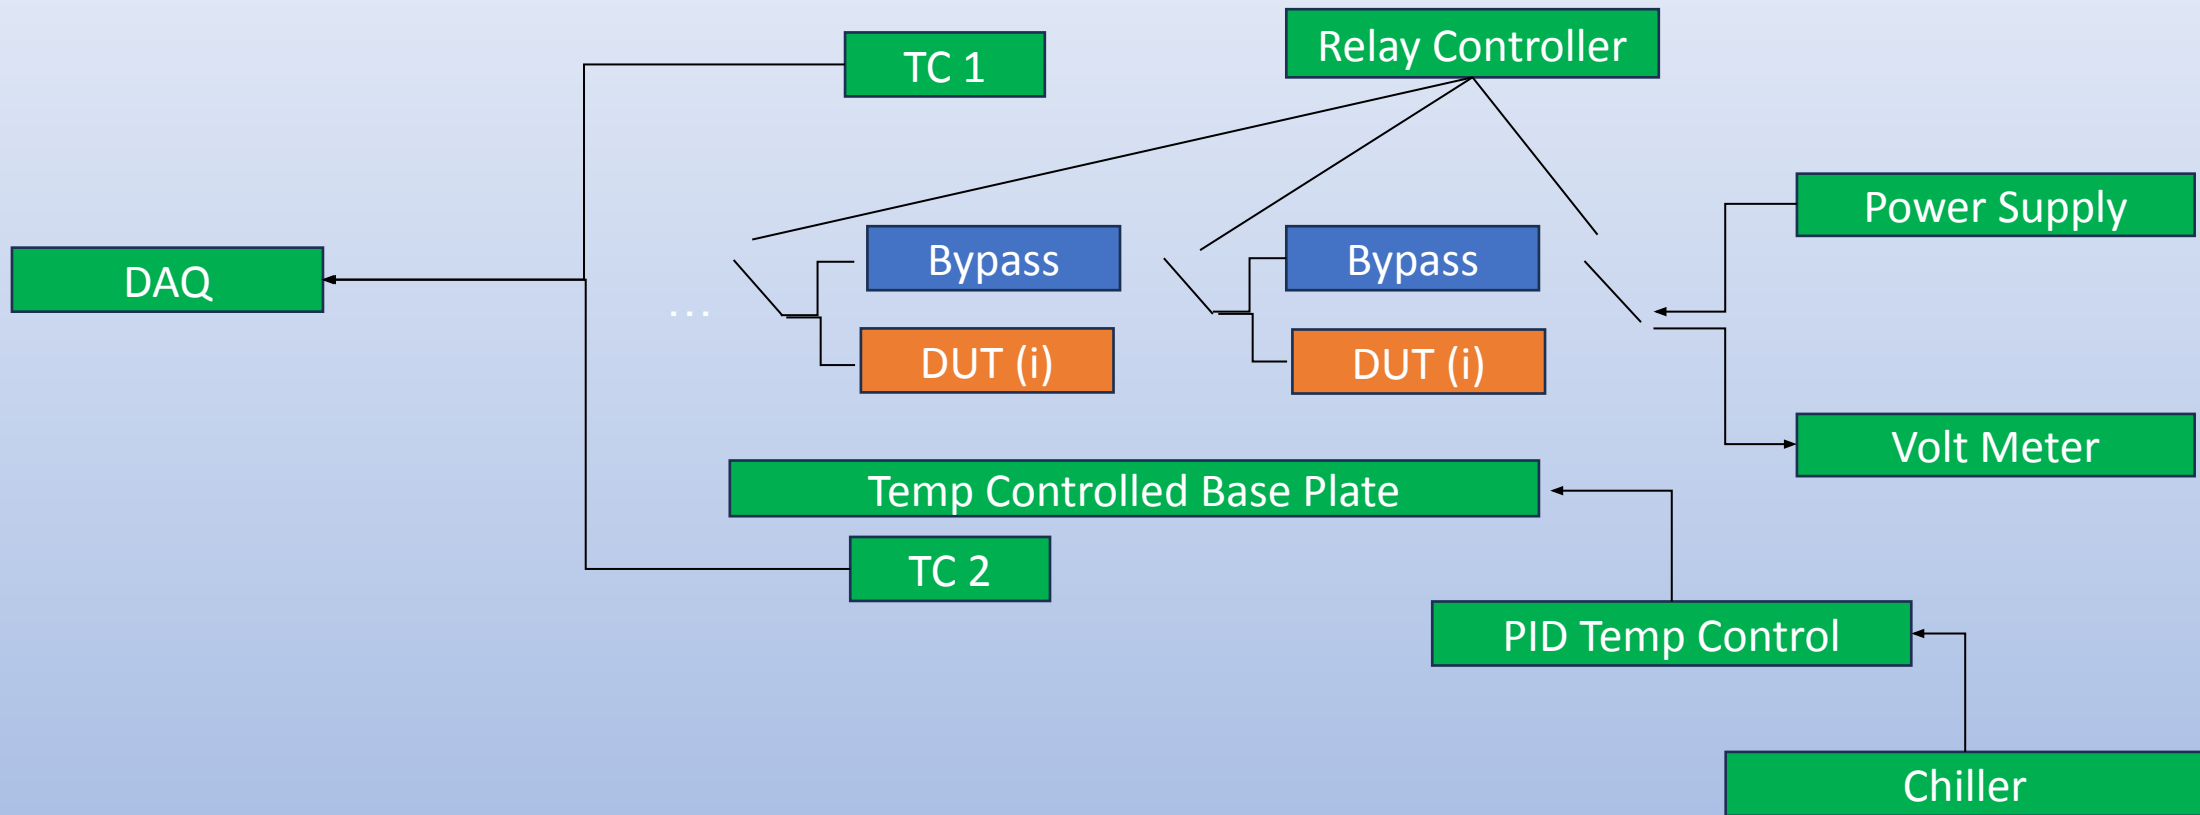 TC 1
Relay Controller
Power Supply
DAQ
Bypass
Bypass
...
DUT (i)
DUT (i)
Volt Meter
Temp Controlled Base Plate
TC 2
PID Temp Control
Chiller